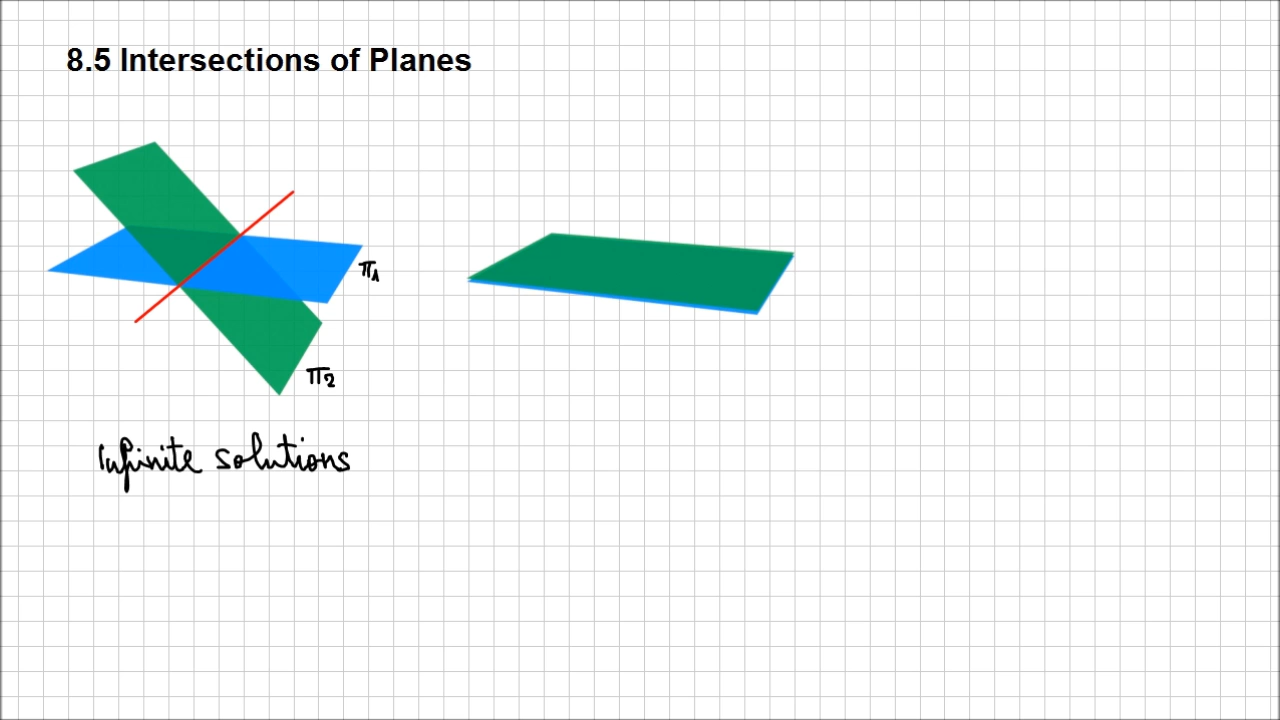 8.5 Intersections of Planes
π1
π2
Infinite solutions